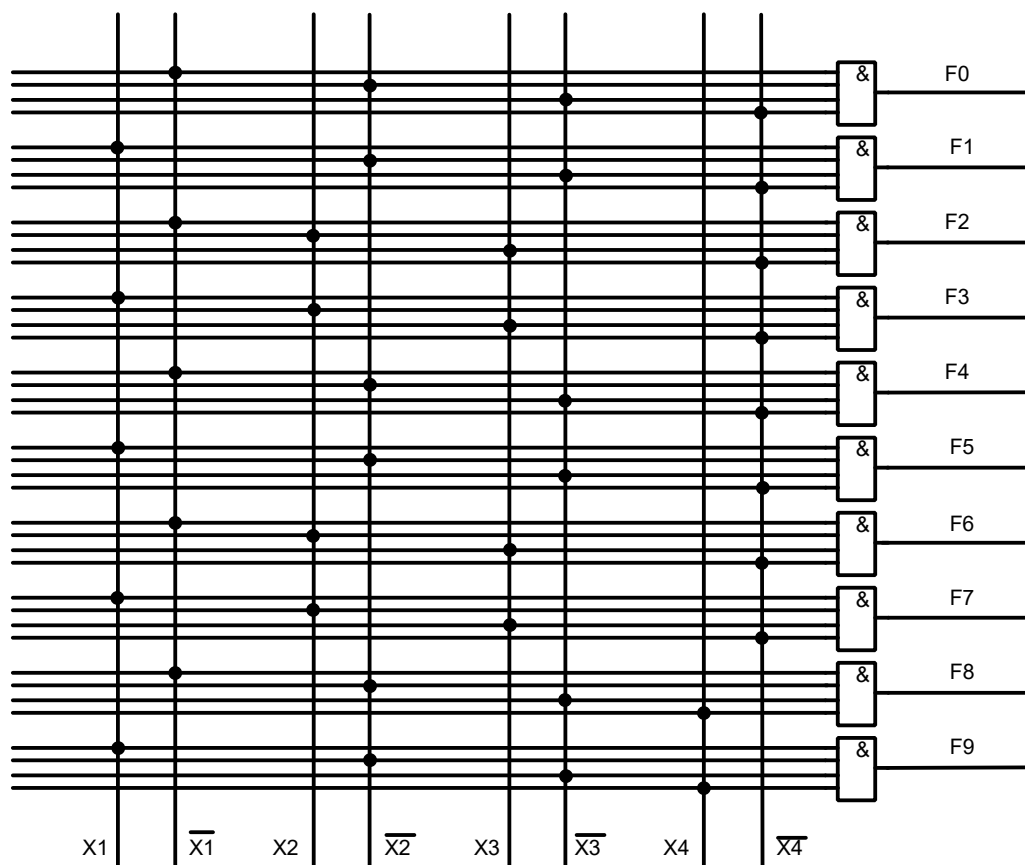 & F0
& F1
& F2
& F3
& F4
& F5
& F6
& F7
& F8
& F9
X1 X̅1̅ X2 X̅2̅ X3 X̅3̅ X4 X̅4̅